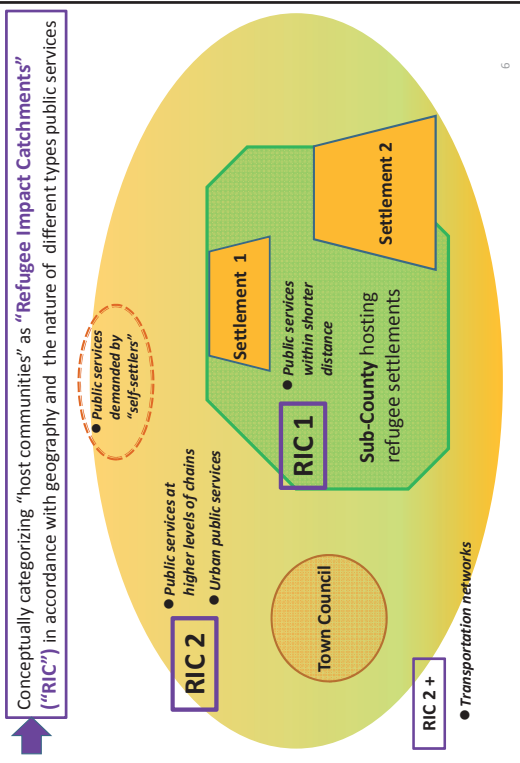 Conceptually categorizing “host communities” as “Refugee Impact Catchments”
(“RIC”) in accordance with geography and the nature of different types public services
● Public services
demanded by
“self-settlers”
RIC 2
● Public services at
higher levels of chains
● Urban public services
Settlement 1
RIC 1
● Public services
within shorter
distance
Settlement 2
Sub-County hosting
refugee settlements
Town Council
RIC 2 +
● Transportation networks
6